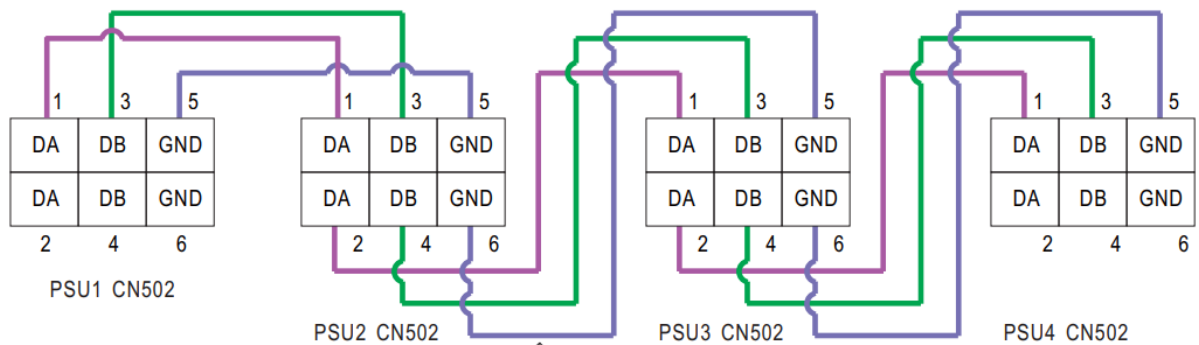 1 3 5 1 3 5 1 3 5 1 3 5
DA DB GND DA DB GND DA DB GND DA DB GND
DA DB GND DA DB GND DA DB GND DA DB GND
2 4 6 2 4 6 2 4 6 2 4 6
PSU1 CN502
PSU2 CN502 PSU3 CN502 PSU4 CN502